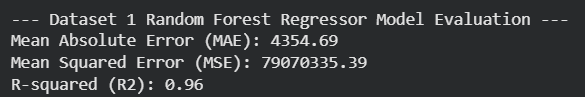 --- Dataset 1 Random Forest Regressor Model Evaluation ---
Mean Absolute Error (MAE): 4354.69
Mean Squared Error (MSE): 79070335.39
R-squared (R2): 0.96